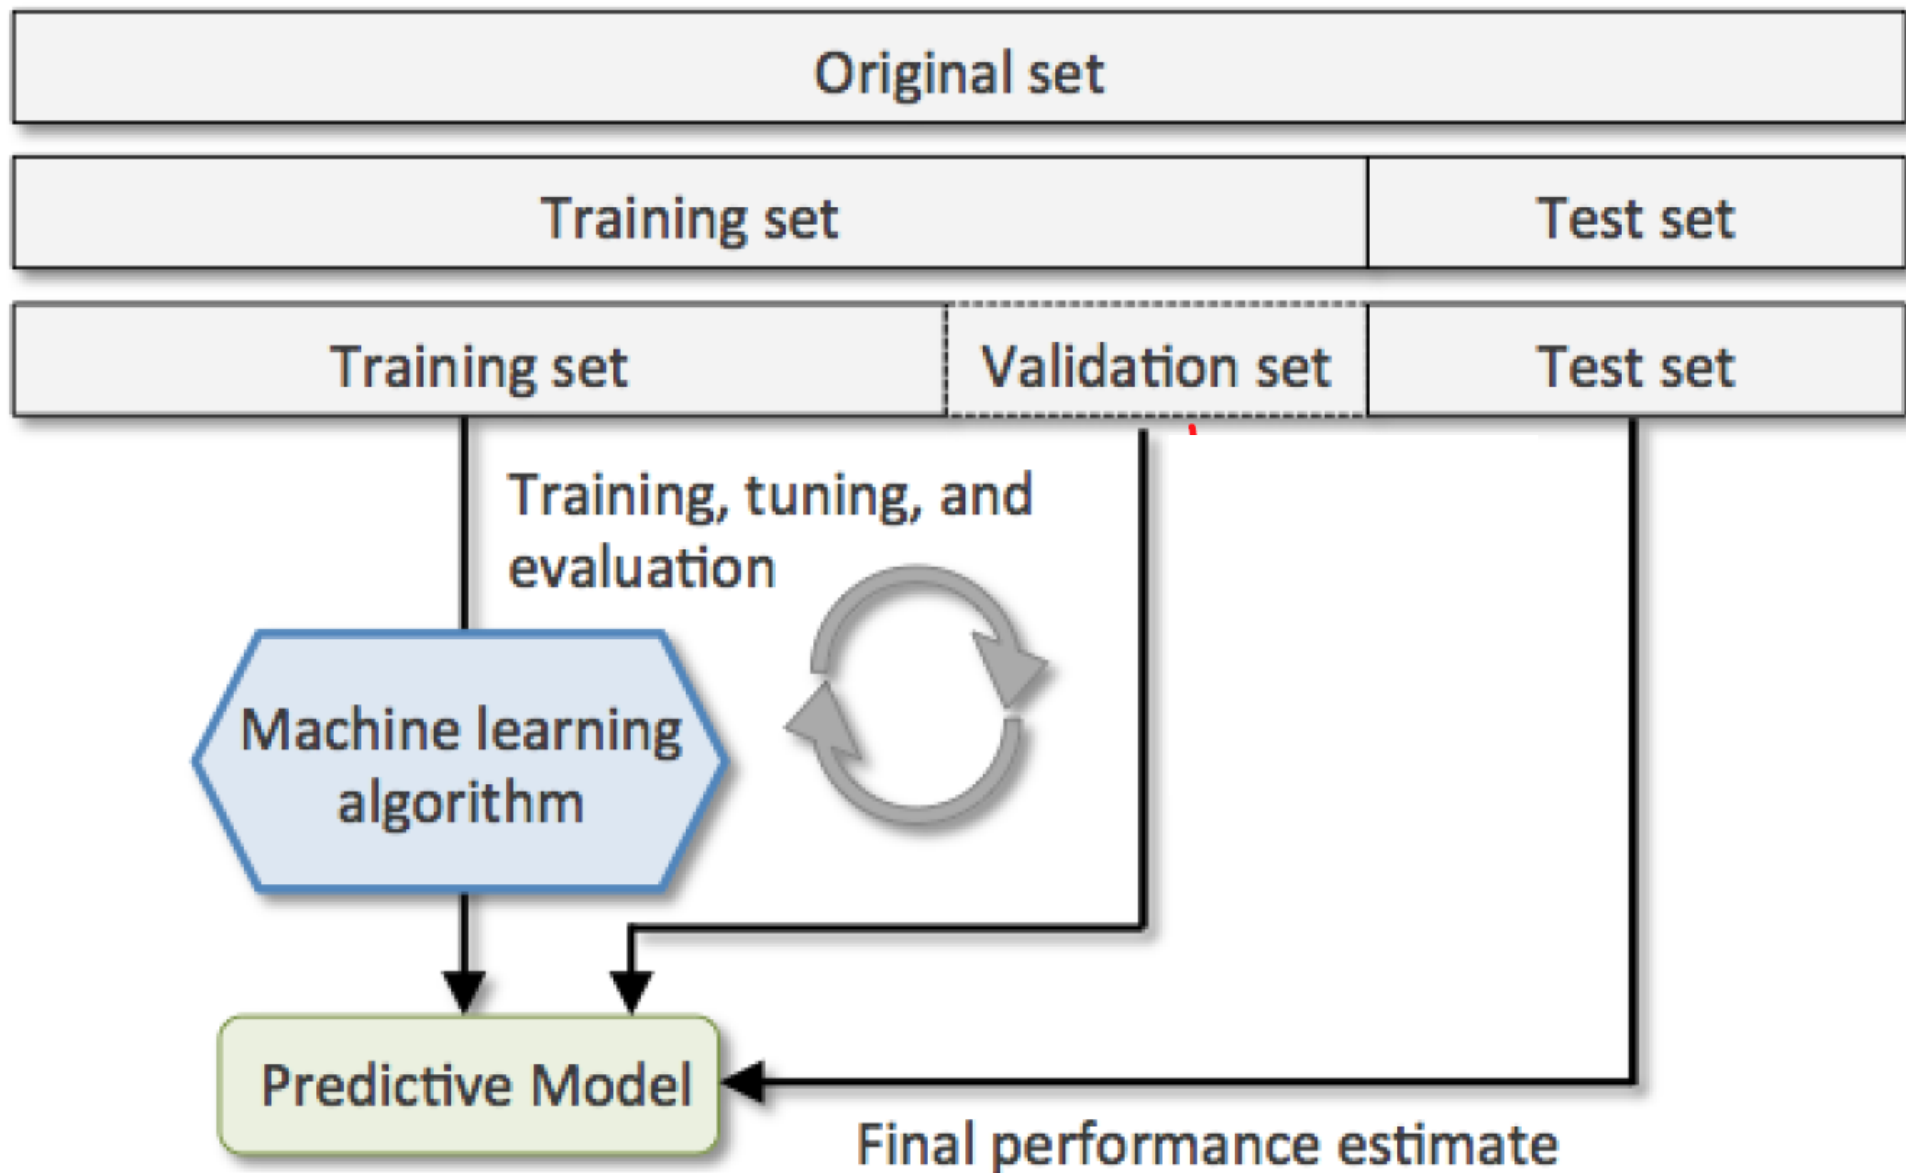 Original set
Training set
Test set
Training set
Validation set
Test set
Training, tuning, and
evaluation
Machine learning
algorithm
Predictive Model
Final performance estimate